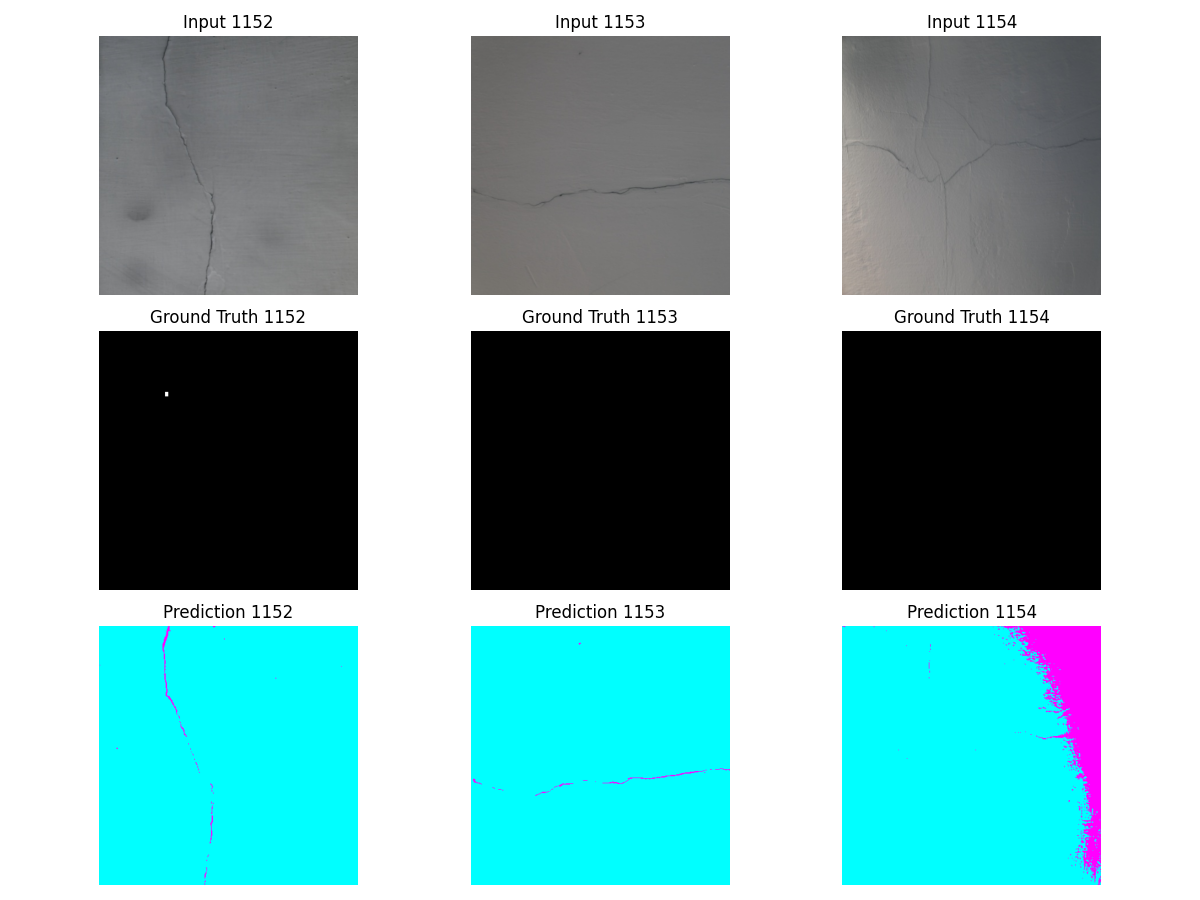 Input 1152
Input 1153
Input 1154
Ground Truth 1152
Ground Truth 1153
Ground Truth 1154
Prediction 1152
Prediction 1153
Prediction 1154